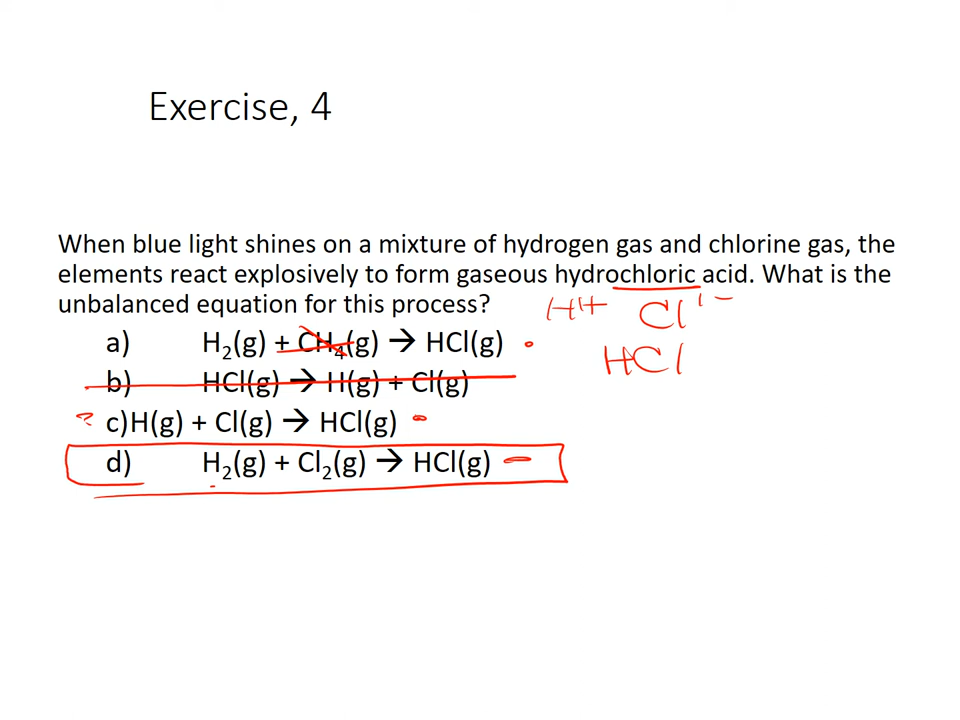 Exercise, 4
When blue light shines on a mixture of hydrogen gas and chlorine gas, the
elements react explosively to form gaseous hydrochloric acid. What is the
unbalanced equation for this process?
H1+ Cl1-
HCl
a) H₂(g) + CH₄(g) → HCl(g)
b) HCl(g) → H(g) + Cl(g)
? c)H(g) + Cl(g) → HCl(g)
d) H₂(g) + Cl₂(g) → HCl(g)